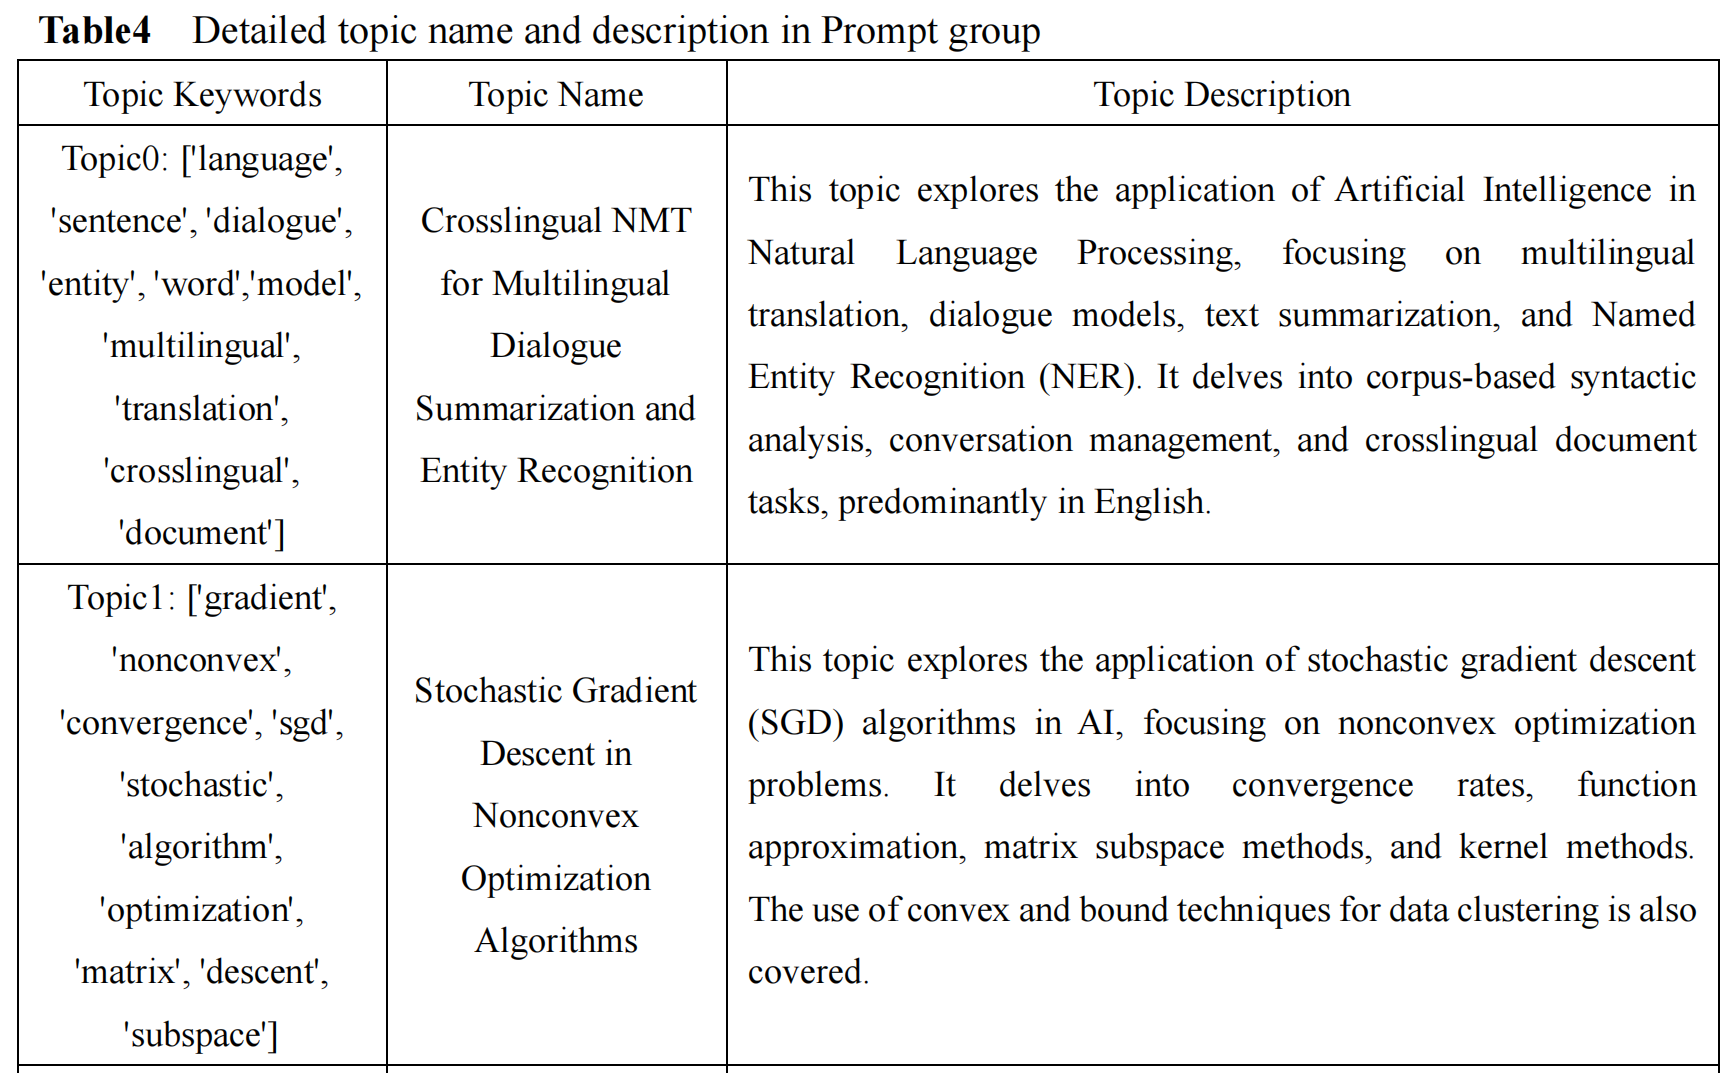 Table4 Detailed topic name and description in Prompt group
Topic Keywords
Topic Name
Topic Description
Topic0: ['language',
'sentence', 'dialogue',
'entity', 'word','model',
'multilingual',
'translation',
'crosslingual',
'document']
Crosslingual NMT
for Multilingual
Dialogue
Summarization and
Entity Recognition
This topic explores the application of Artificial Intelligence in
Natural Language Processing, focusing on multilingual
translation, dialogue models, text summarization, and Named
Entity Recognition (NER). It delves into corpus-based syntactic
analysis, conversation management, and crosslingual document
tasks, predominantly in English.
Topic1: ['gradient',
'nonconvex',
'convergence', 'sgd',
'stochastic',
'algorithm',
'optimization',
'matrix', 'descent',
'subspace']
Stochastic Gradient
Descent in
Nonconvex
Optimization
Algorithms
This topic explores the application of stochastic gradient descent
(SGD) algorithms in AI, focusing on nonconvex optimization
problems. It delves into convergence rates, function
approximation, matrix subspace methods, and kernel methods.
The use of convex and bound techniques for data clustering is also
covered.